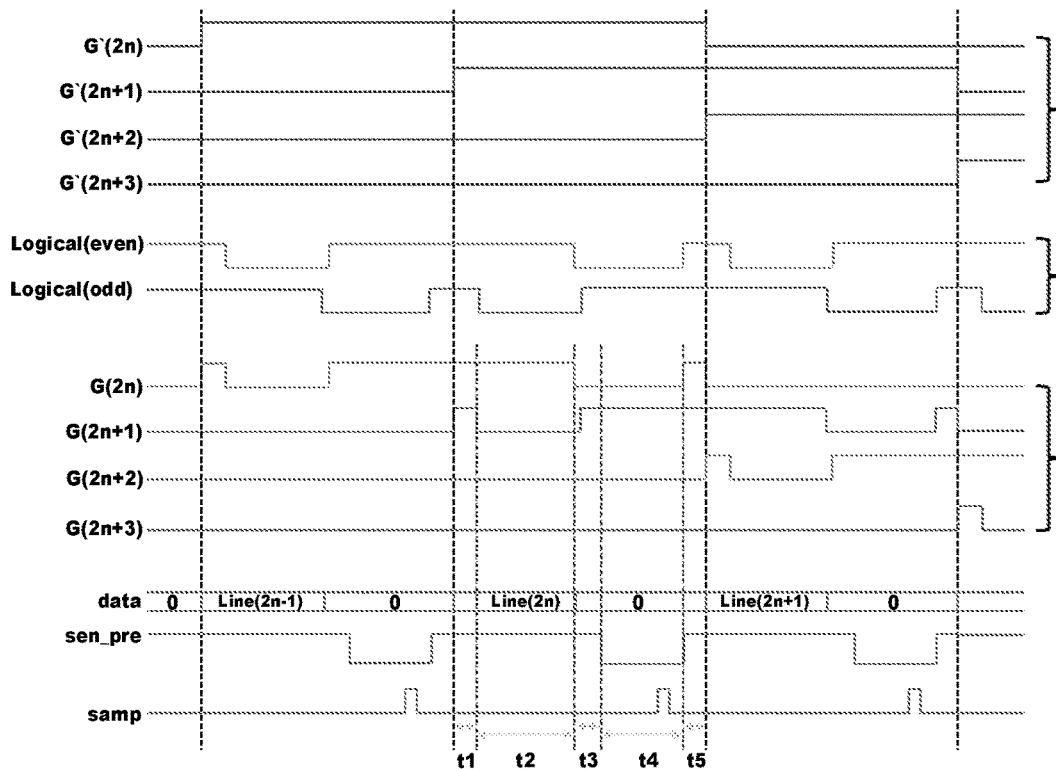 G`(2n)
G`(2n+1)
G`(2n+2)
G`(2n+3)
Logical(even)
Logical(odd)
G(2n)
G(2n+1)
G(2n+2)
G(2n+3)
data 0 Line(2n-1) 0 Line(2n) 0 Line(2n+1) 0
sen_pre
samp
t1 t2 t3 t4 t5